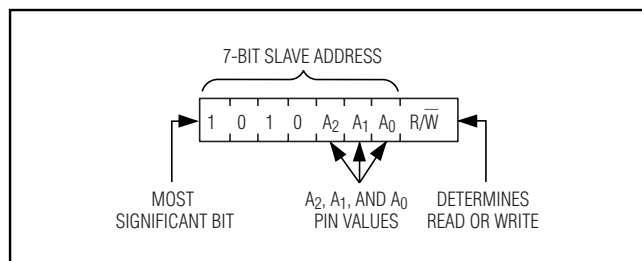 7-BIT SLAVE ADDRESS
1 0 1 0 A2 A1 A0 R/W̅
MOST
SIGNIFICANT BIT
A2, A1, AND A0
PIN VALUES
DETERMINES
READ OR WRITE